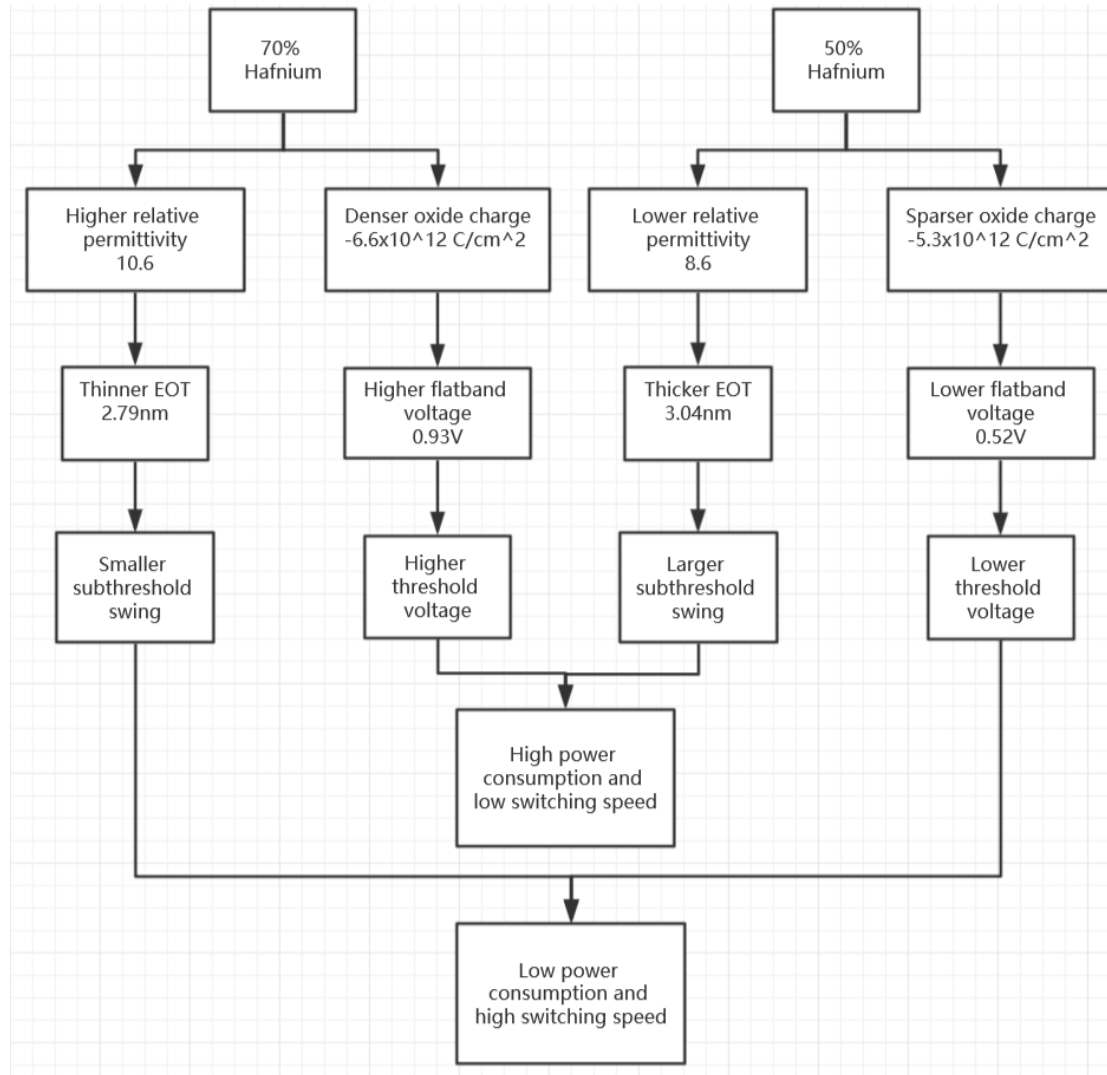 70%
Hafnium
50%
Hafnium
Higher relative
permittivity
10.6
Denser oxide charge
-6.6x10^12 C/cm^2
Lower relative
permittivity
8.6
Sparser oxide charge
-5.3x10^12 C/cm^2
Thinner EOT
2.79nm
Higher flatband
voltage
0.93V
Thicker EOT
3.04nm
Lower flatband
voltage
0.52V
Smaller
subthreshold
swing
Higher
threshold
voltage
Larger
subthreshold
swing
Lower
threshold
voltage
High power
consumption and
low switching speed
Low power
consumption and
high switching speed